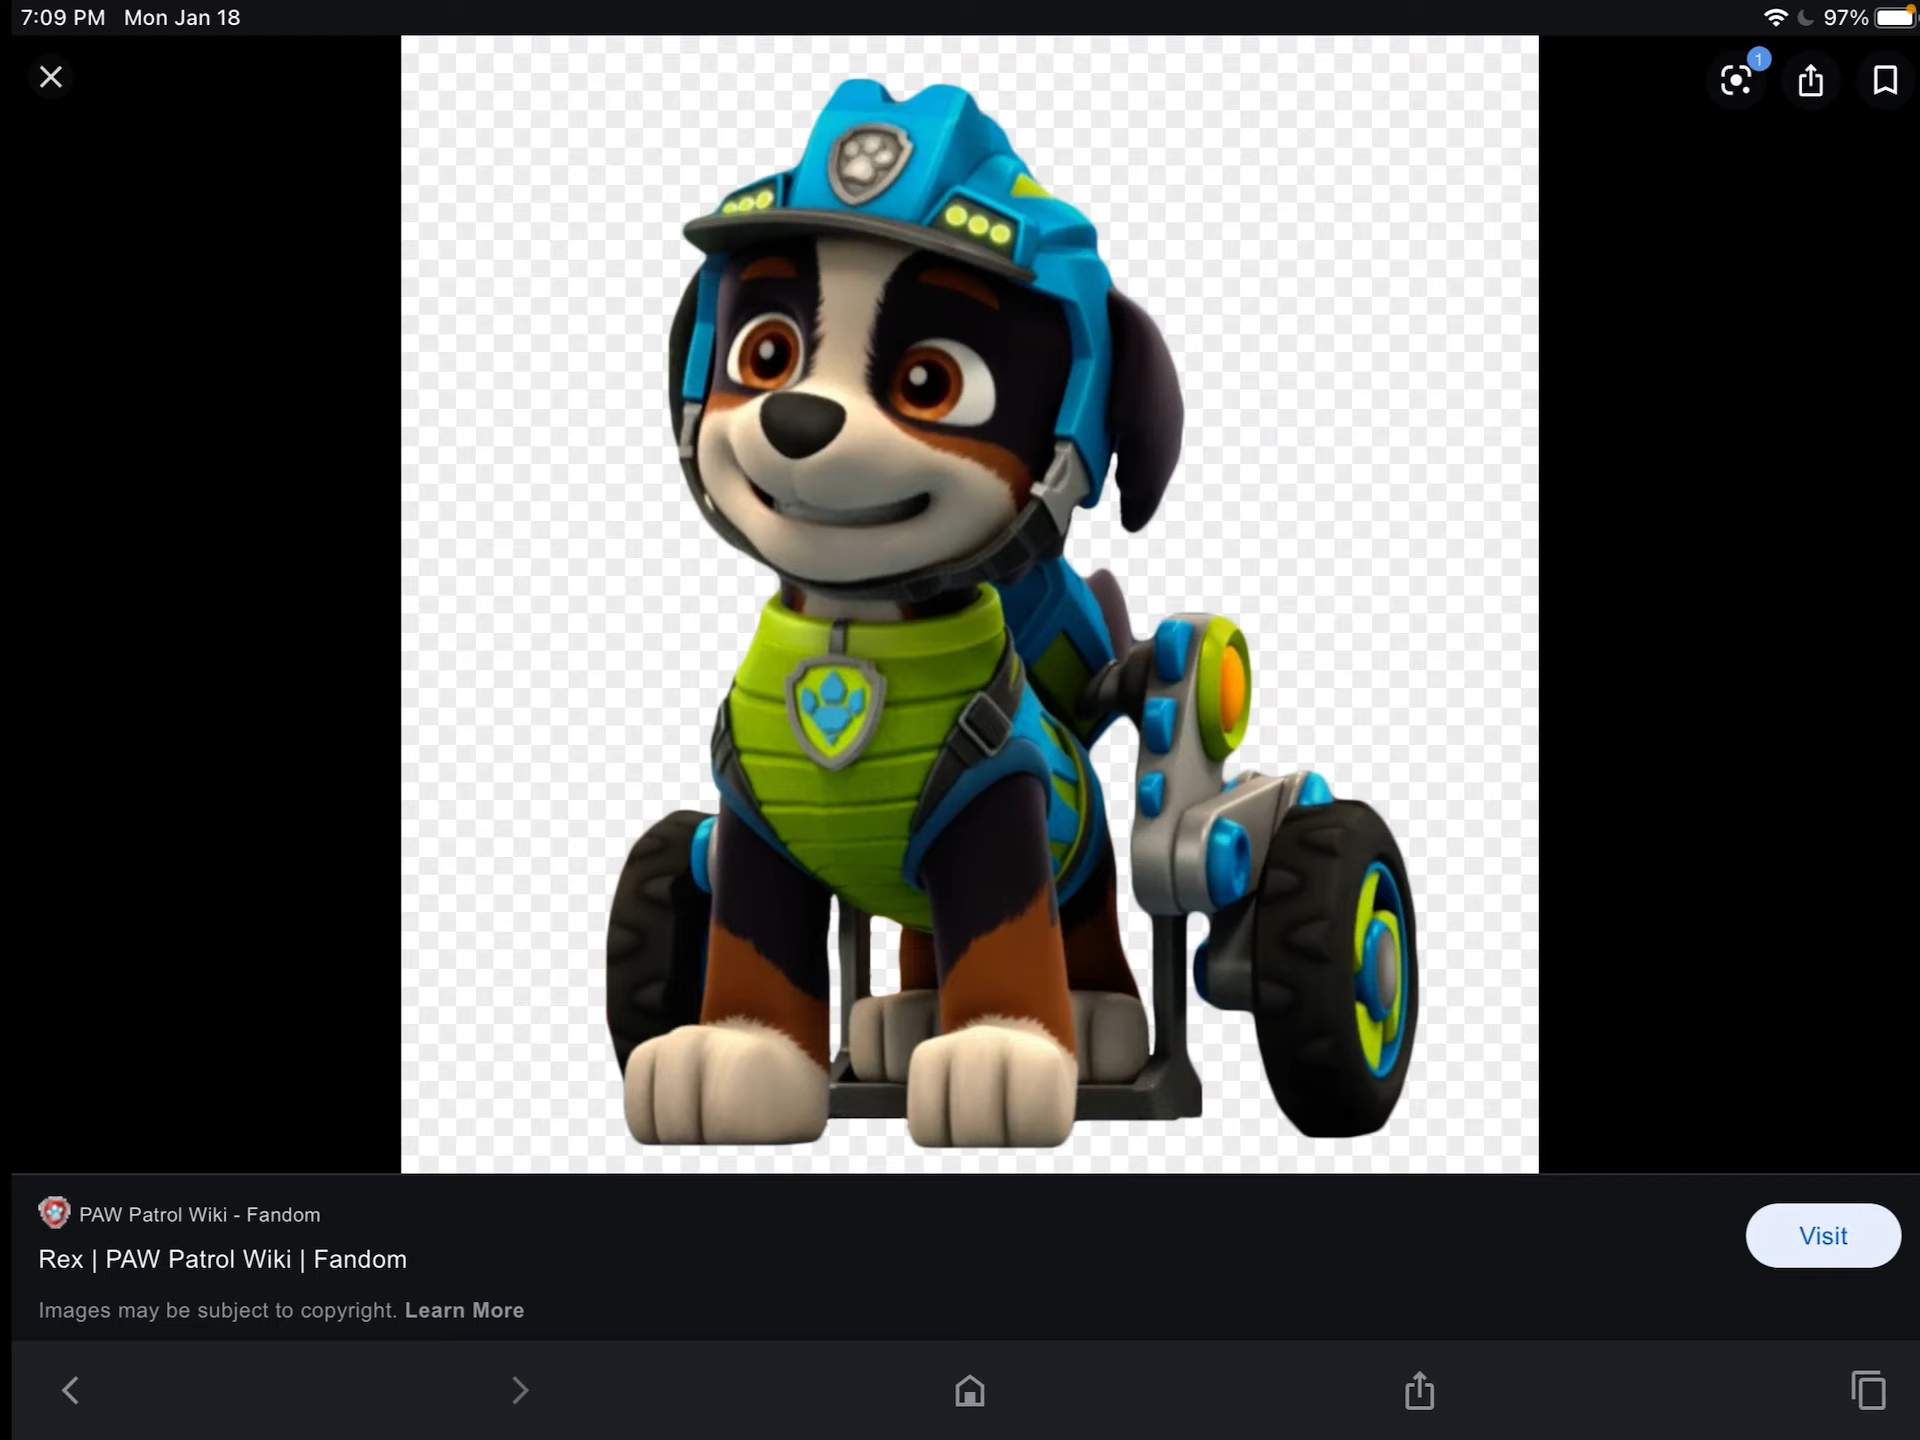 7:09 PM Mon Jan 18
97%
1
PAW Patrol Wiki - Fandom
Rex | PAW Patrol Wiki | Fandom
Visit
Images may be subject to copyright. Learn More